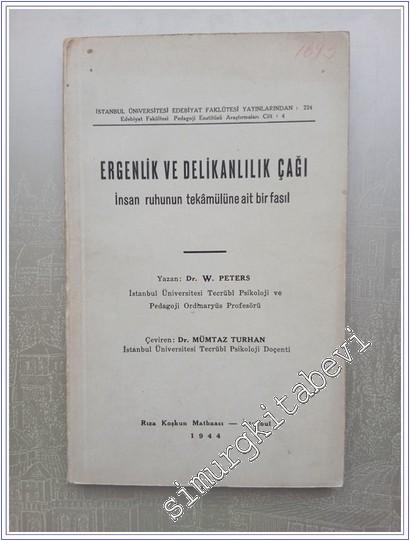 1693
İSTANBUL ÜNİVERSİTESİ EDEBİYAT FAKÜLTESİ YAYINLARINDAN : 224
Edebiyat Fakültesi Pedagoji Enstitüsü Araştırmaları Cilt : 4
ERGENLİK VE DELİKANLILIK ÇAĞI
İnsan ruhunun tekâmülüne ait bir fasıl
Yazan: Dr. W. PETERS
İstanbul Üniversitesi Tecrübî Psikoloji ve
Pedagoji Ordinaryüs Profesörü
Çeviren: Dr. MÜMTAZ TURHAN
İstanbul Üniversitesi Tecrübî Psikoloji Doçenti
Rıza Koşkun Matbaası —
1944
simurgkitabevi